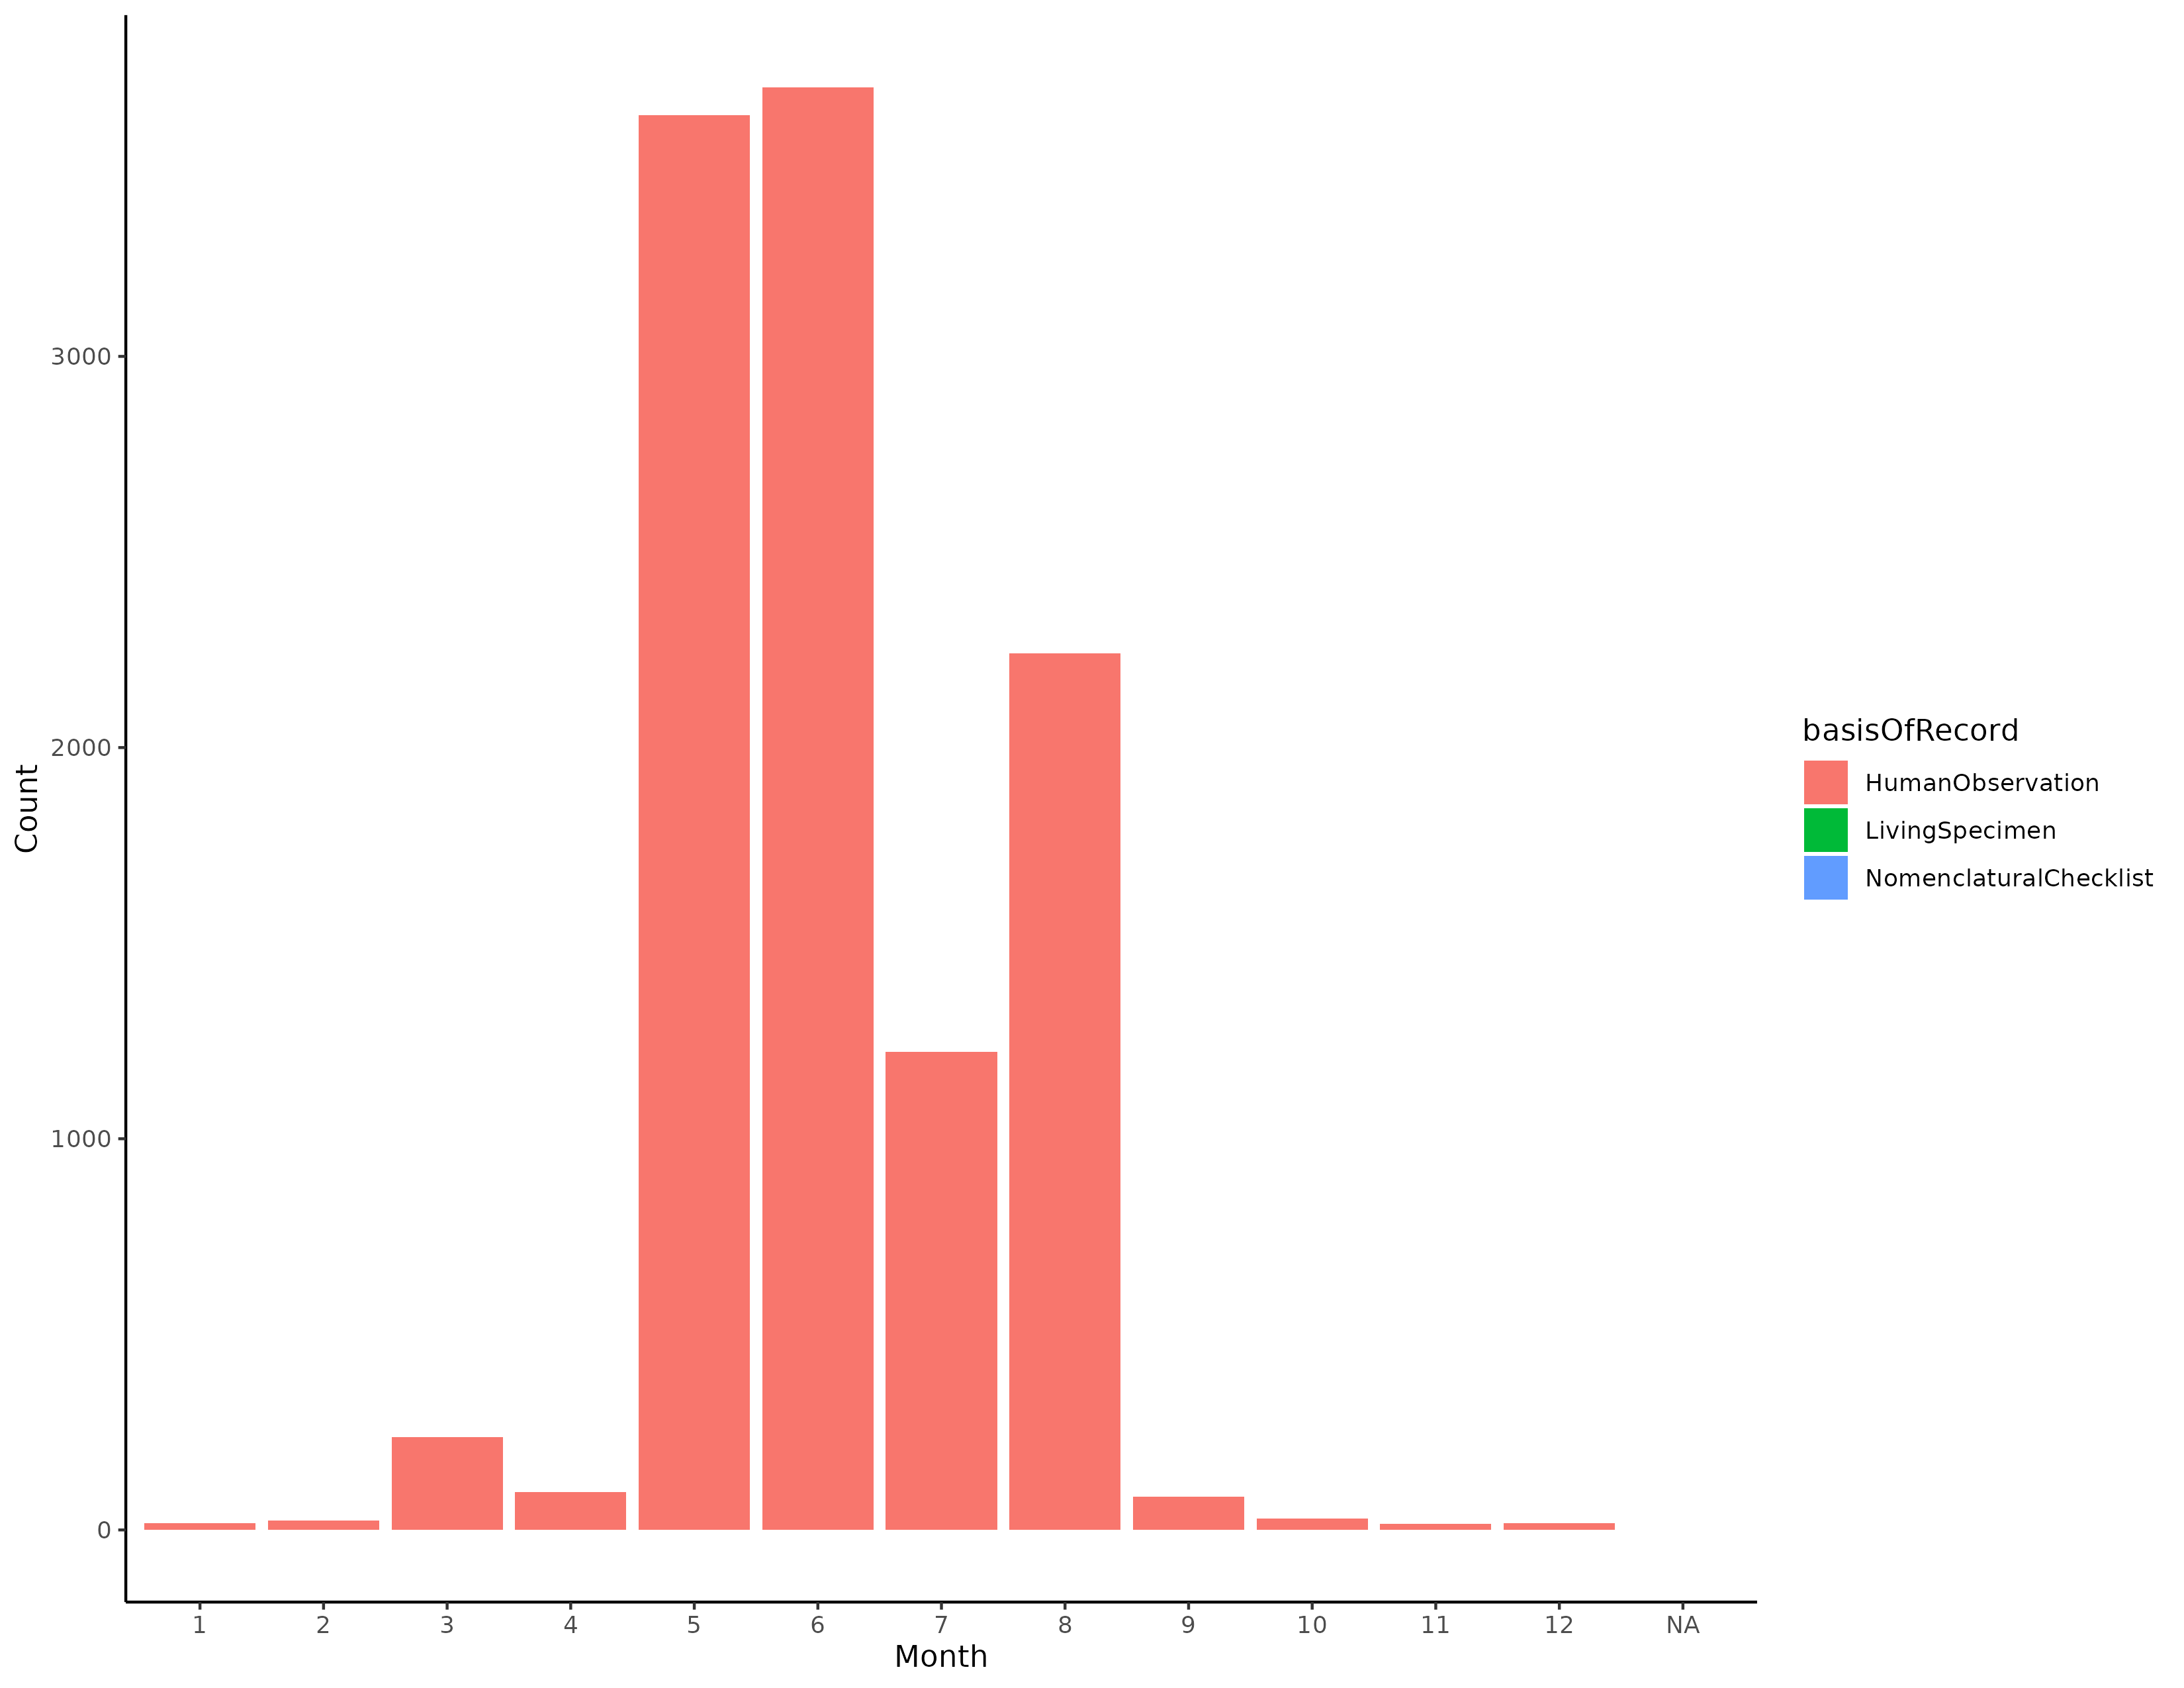 3000
2000
1000
0
Count
1 2 3 4 5 6 7 8 9 10 11 12 NA
Month
basisOfRecord
HumanObservation
LivingSpecimen
NomenclaturalChecklist